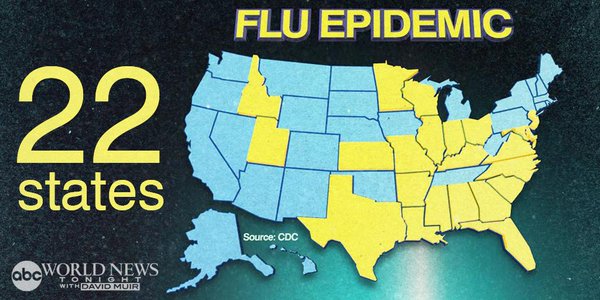 FLU EPIDEMIC
22
states
Source: CDC
abc WORLD NEWS
TONIGHT
WITH DAVID MUIR